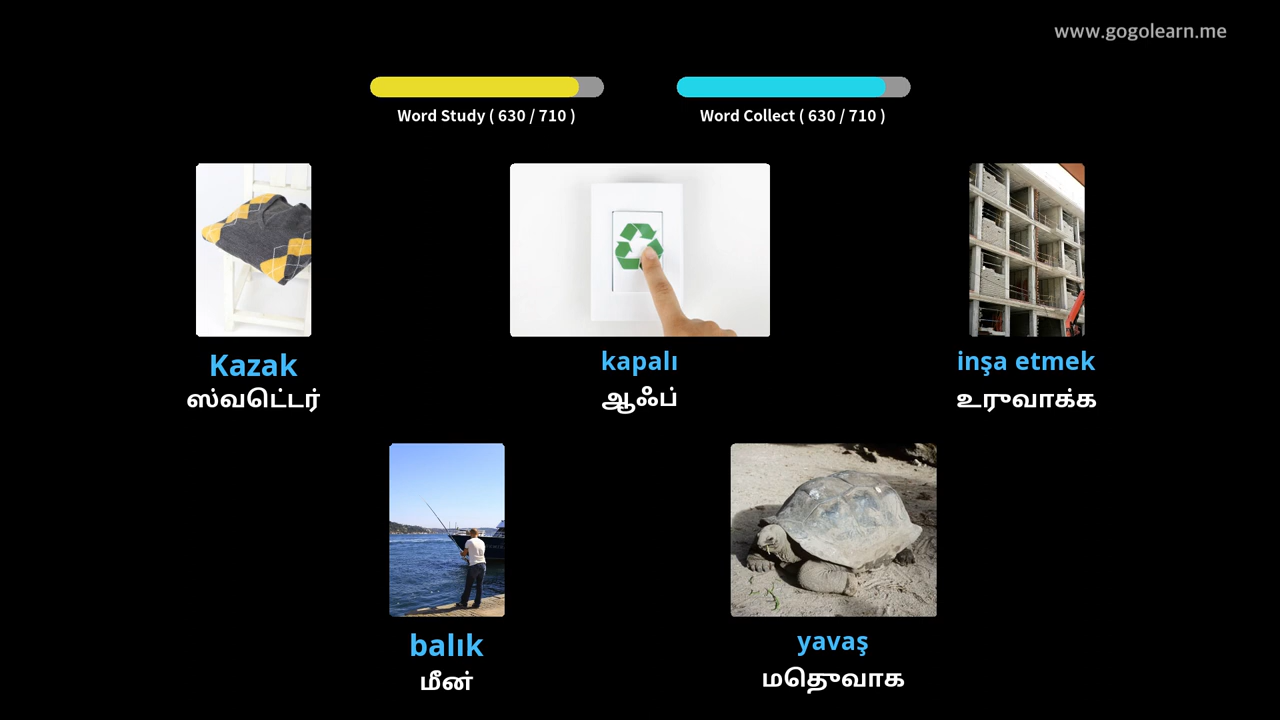 www.gogolearn.me
Word Study ( 630 / 710 )
Word Collect ( 630 / 710 )
Kazak
ஸ்வெட்டர்
kapalı
ஆஃப்
inşa etmek
உருவாக்க
balık
மீன்
yavaş
மெதுவாக